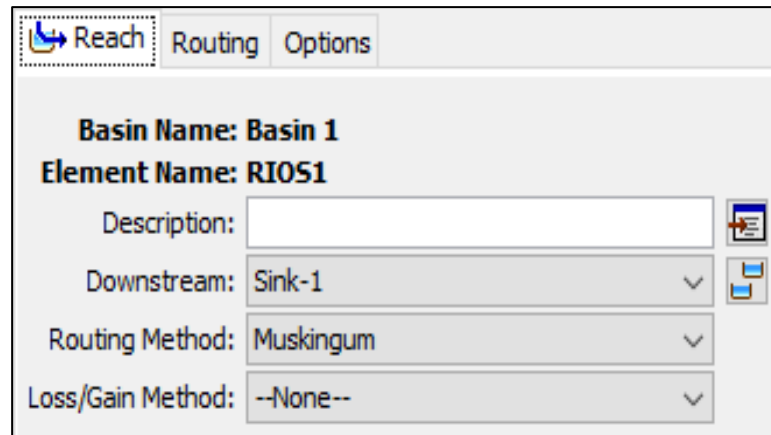 Reach Routing Options
Basin Name: Basin 1
Element Name: RIOS1
Description:
Downstream: Sink-1
Routing Method: Muskingum
Loss/Gain Method: --None--